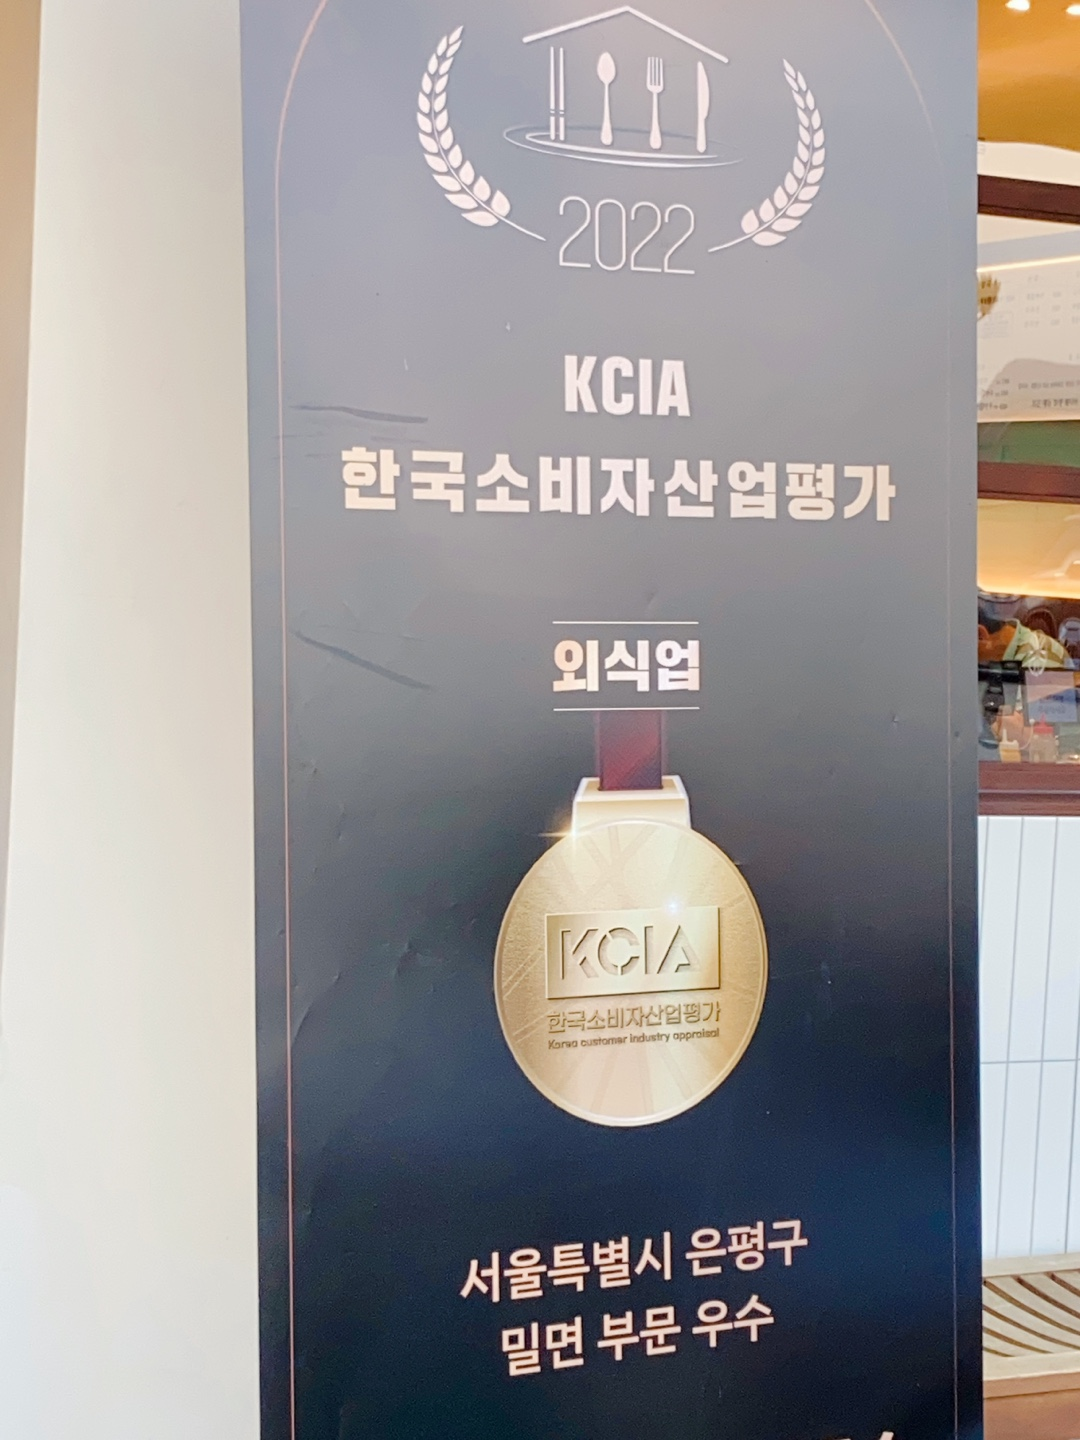 2022
KCIA
한국소비자산업평가
외식업
KCIA
한국소비자산업평가
Korea customer industry appraisal
서울특별시 은평구
밀면 부문 우수